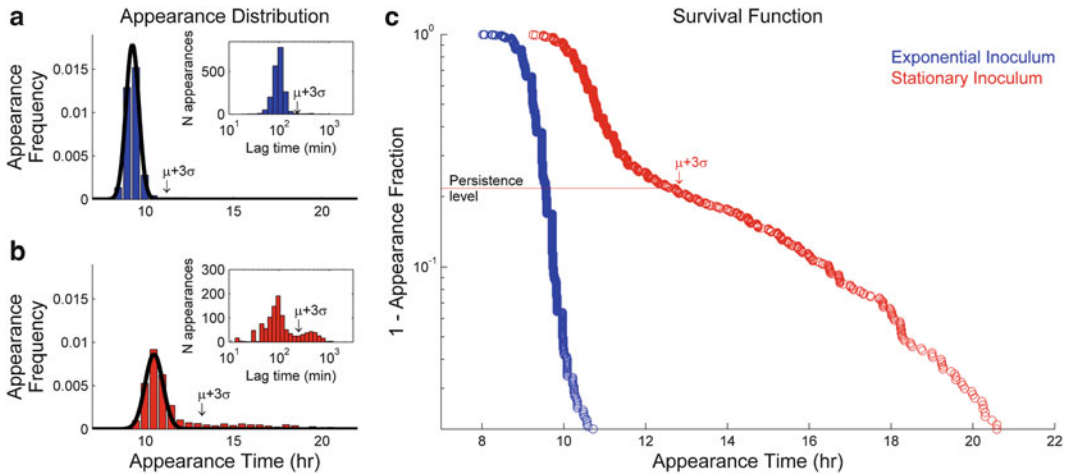 a
Appearance Distribution
Appearance
Frequency
0.015
0.01
0.005
0
10
15
20
μ+3σ
N appearances
500
0
10^1
10^2
10^3
Lag time (min)
μ+3σ
b
Appearance
Frequency
0.015
0.01
0.005
0
10
15
20
Appearance Time (hr)
μ+3σ
N appearances
300
200
100
0
10^1
10^2
10^3
Lag time (min)
μ+3σ
c
Survival Function
Exponential Inoculum
Stationary Inoculum
1 - Appearance Fraction
10^0
10^-1
Persistence
level
μ+3σ
8
10
12
14
16
18
20
22
Appearance Time (hr)